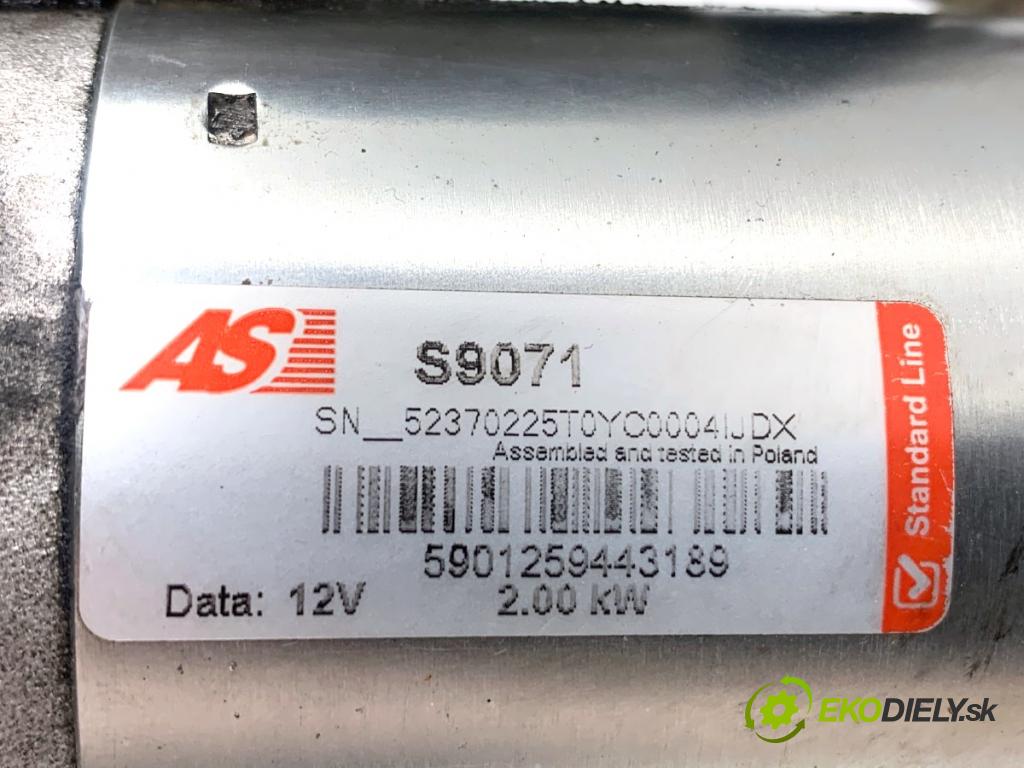 AS
S9071
SN__52370225T0YC0004IJDX
Assembled and tested in Poland
5901259443189
Data: 12V 2.00 kW
Standard Line
EKODIELY.sk